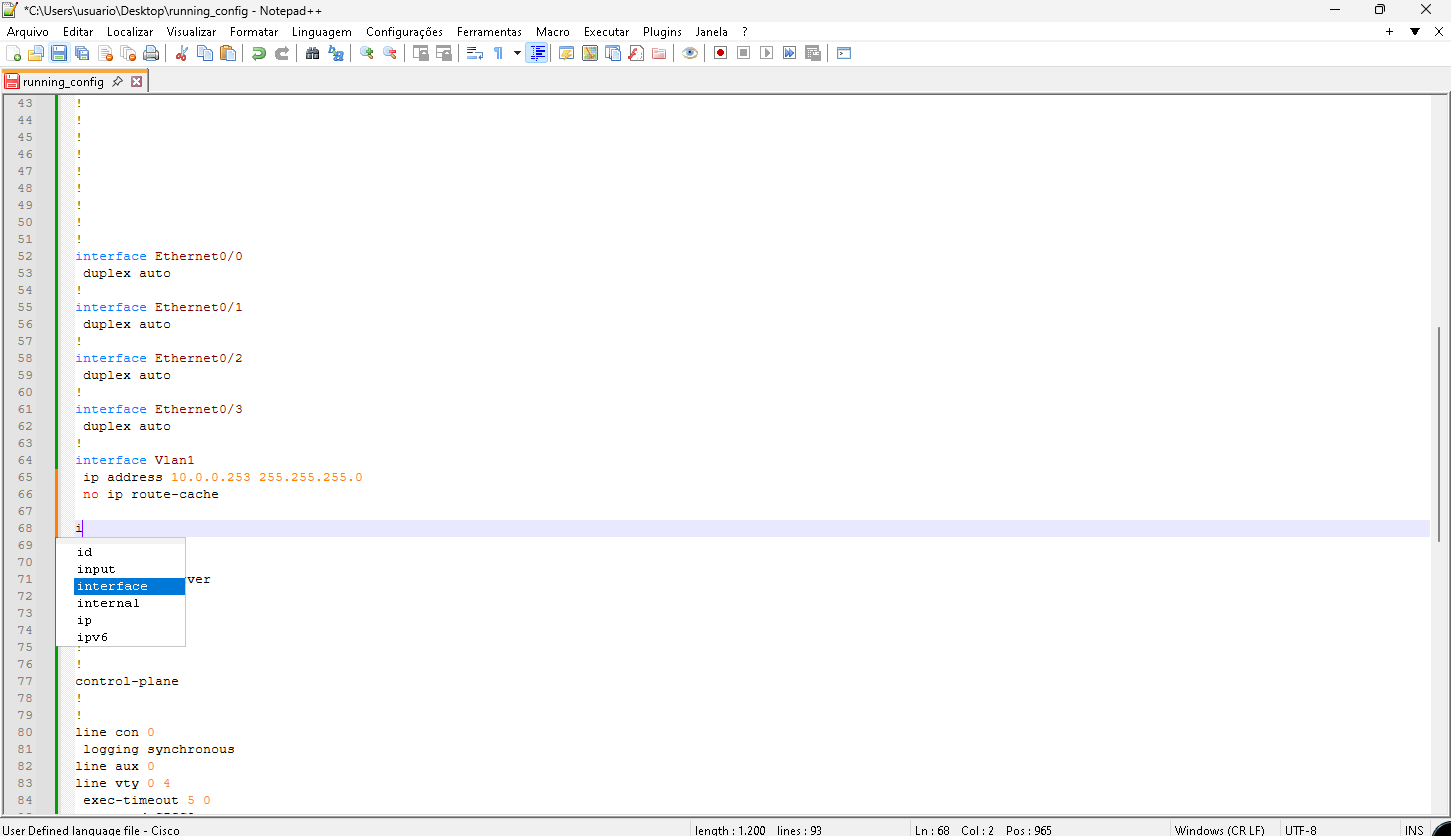 *C:\Users\usuario\Desktop\running_config - Notepad++
Arquivo Editar Localizar Visualizar Formatar Linguagem Configurações Ferramentas Macro Executar Plugins Janela ?
running_config
43 !
44 !
45 !
46 !
47 !
48 !
49 !
50 !
51 !
52 interface Ethernet0/0
53 duplex auto
54 !
55 interface Ethernet0/1
56 duplex auto
57 !
58 interface Ethernet0/2
59 duplex auto
60 !
61 interface Ethernet0/3
62 duplex auto
63 !
64 interface Vlan1
65 ip address 10.0.0.253 255.255.255.0
66 no ip route-cache
67
68 i
69
id
70
input
71 ver
interface
72
internal
73
ip
74
ipv6
75 !
76 !
77 control-plane
78 !
79 !
80 line con 0
81 logging synchronous
82 line aux 0
83 line vty 0 4
84 exec-timeout 5 0
User Defined language file - Cisco length : 1.200 lines : 93 Ln : 68 Col : 2 Pos : 965 Windows (CR LF) UTF-8 INS